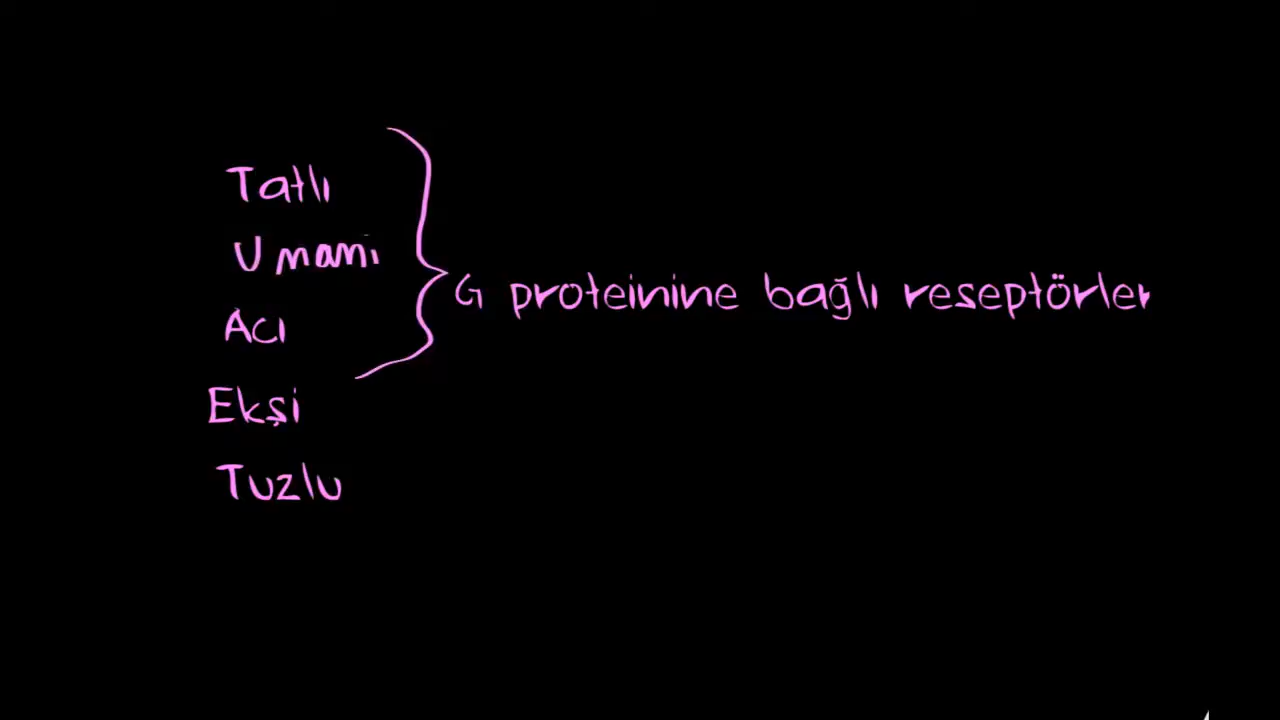 Tatlı
Umami
Acı
G proteinine bağlı reseptörler
Ekşi
Tuzlu